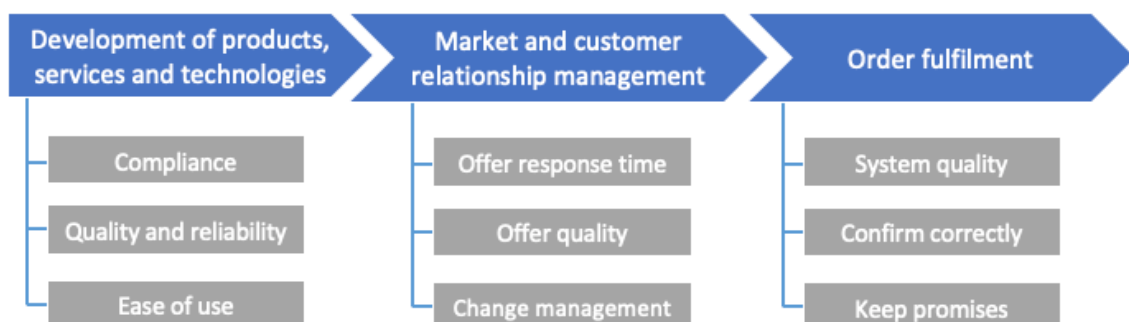 Development of products,
services and technologies
Market and customer
relationship management
Order fulfilment
Compliance
Quality and reliability
Ease of use
Offer response time
Offer quality
Change management
System quality
Confirm correctly
Keep promises